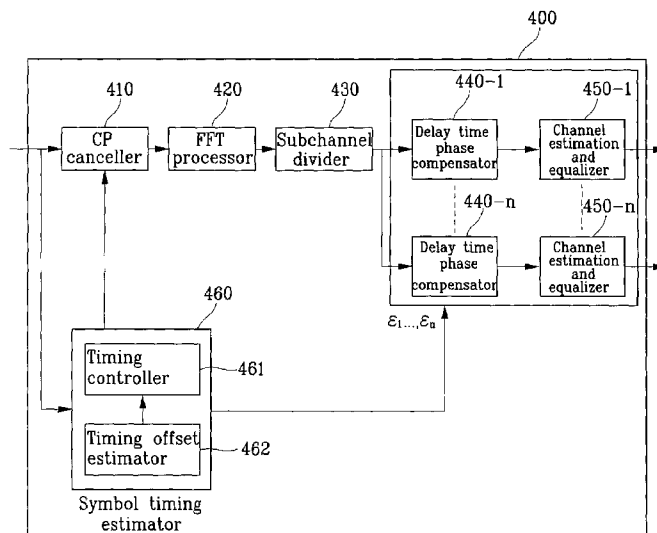 400
410
420
430
440-1
450-1
CP
canceller
FFT
processor
Subchannel
divider
Delay time
phase
compensator
Channel
estimation
and
equalizer
440-n
450-n
Delay time
phase
compensator
Channel
estimation
and
equalizer
ε1...,εn
460
Timing
controller
461
Timing offset
estimator
462
Symbol timing
estimator